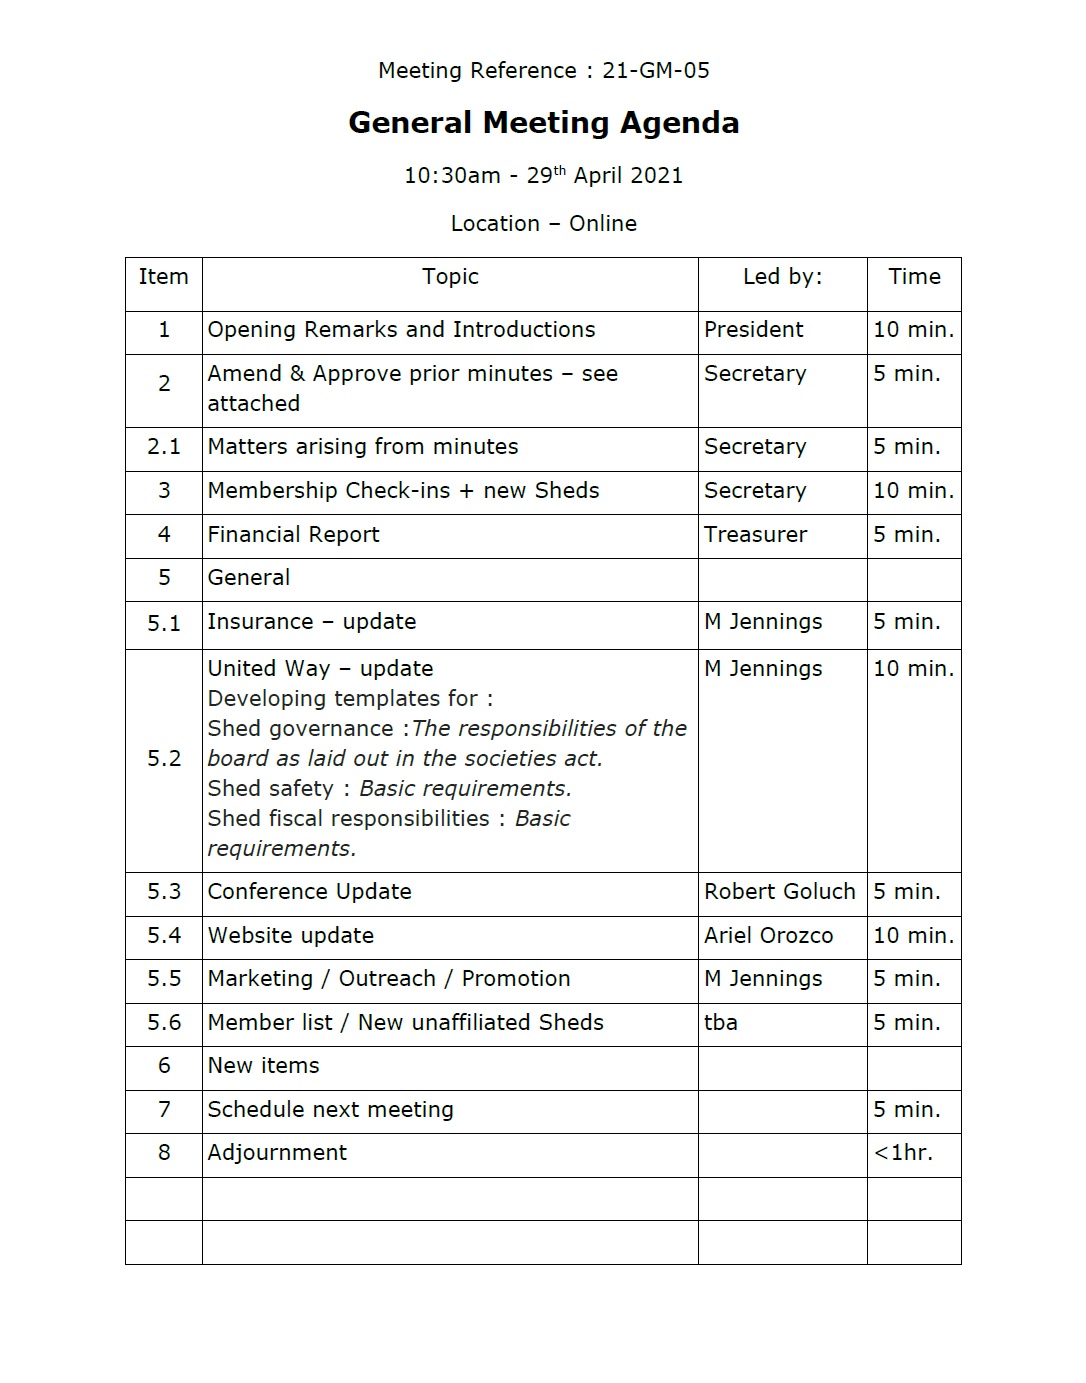 Meeting Reference : 21-GM-05
General Meeting Agenda
10:30am - 29th April 2021
Location – Online
Item Topic Led by: Time
1 Opening Remarks and Introductions President 10 min.
2 Amend & Approve prior minutes – see Secretary 5 min.
attached
2.1 Matters arising from minutes Secretary 5 min.
3 Membership Check-ins + new Sheds Secretary 10 min.
4 Financial Report Treasurer 5 min.
5 General
5.1 Insurance – update M Jennings 5 min.
United Way – update M Jennings 10 min.
Developing templates for :
Shed governance :The responsibilities of the
5.2 board as laid out in the societies act.
Shed safety : Basic requirements.
Shed fiscal responsibilities : Basic
requirements.
5.3 Conference Update Robert Goluch 5 min.
5.4 Website update Ariel Orozco 10 min.
5.5 Marketing / Outreach / Promotion M Jennings 5 min.
5.6 Member list / New unaffiliated Sheds tba 5 min.
6 New items
7 Schedule next meeting 5 min.
8 Adjournment <1hr.